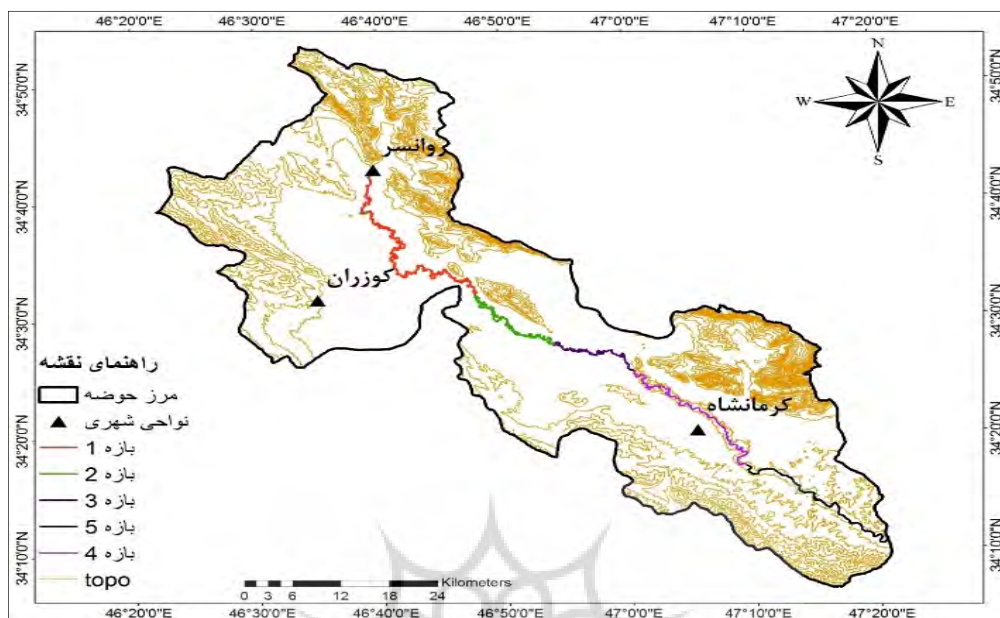 46°20'0"E 46°30'0"E 46°40'0"E 46°50'0"E 47°0'0"E 47°10'0"E 47°20'0"E
34°50'0"N
34°40'0"N
34°30'0"N
34°20'0"N
34°10'0"N
34°50'0"N
34°40'0"N
34°30'0"N
34°20'0"N
34°10'0"N
N
W E
S
روانسر
کوزران
کرمانشاه
راهنمای نقشه
مرز حوضه
نواحی شهری
بازه 1
بازه 2
بازه 3
بازه 5
بازه 4
topo
Kilometers
0 3 6 12 18 24
46°20'0"E 46°30'0"E 46°40'0"E 46°50'0"E 47°0'0"E 47°10'0"E 47°20'0"E